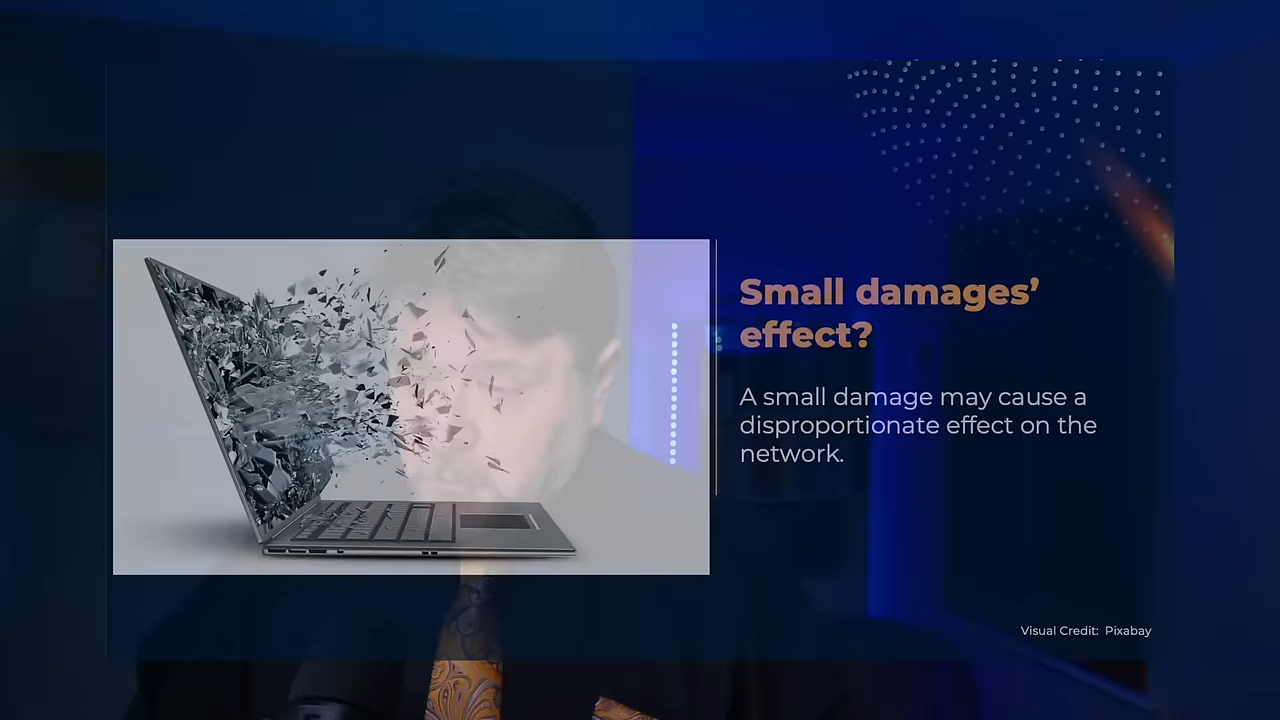 Small damages’
effect?
A small damage may cause a
disproportionate effect on the
network.
Visual Credit: Pixabay